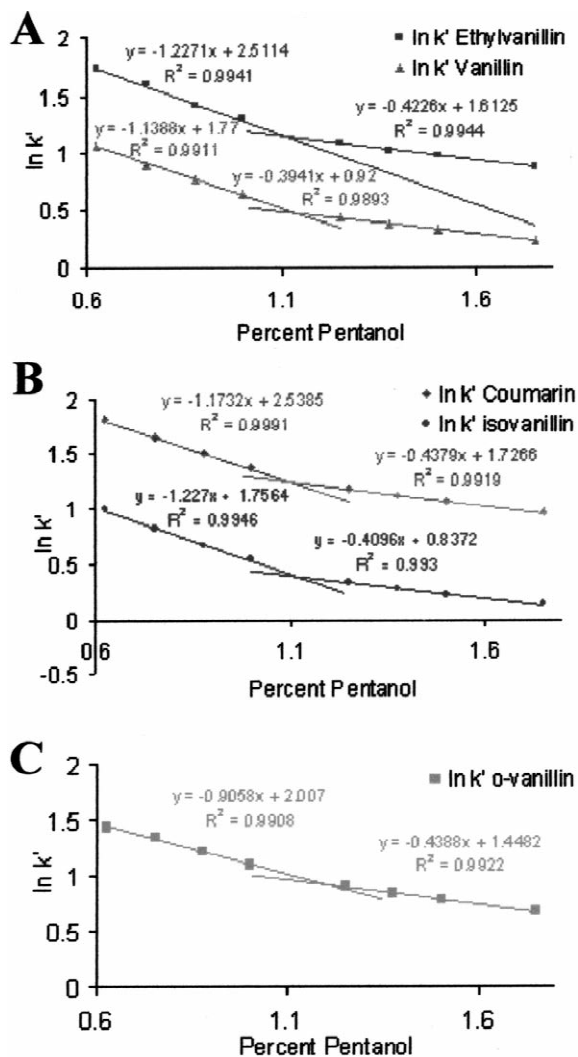 A
2
ln k' Ethylvanillin
y = -1.2271x + 2.5114
R² = 0.9941
ln k' Vanillin
1.5
y = -0.4226x + 1.6125
R² = 0.9944
ln k'
1
y = -1.1388x + 1.77
R² = 0.9911
y = -0.3941x + 0.92
R² = 0.9893
0.5
0
0.6
1.1
1.6
Percent Pentanol
B
2
ln k' Coumarin
y = -1.1732x + 2.5385
R² = 0.9991
ln k' isovanillin
1.5
y = -0.4379x + 1.7266
R² = 0.9919
ln k'
1
y = -1.227x + 1.7564
R² = 0.9946
y = -0.4096x + 0.8372
R² = 0.993
0.5
0
0.6
1.1
1.6
-0.5
Percent Pentanol
C
2
ln k' o-vanillin
y = -0.9058x + 2.007
R² = 0.9908
1.5
y = -0.4388x + 1.4482
R² = 0.9922
ln k'
1
0.5
0
0.6
1.1
1.6
Percent Pentanol